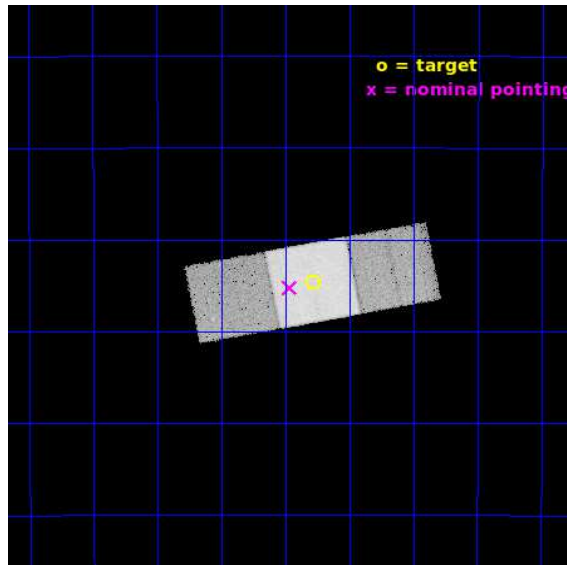 o = target
x = nominal pointing